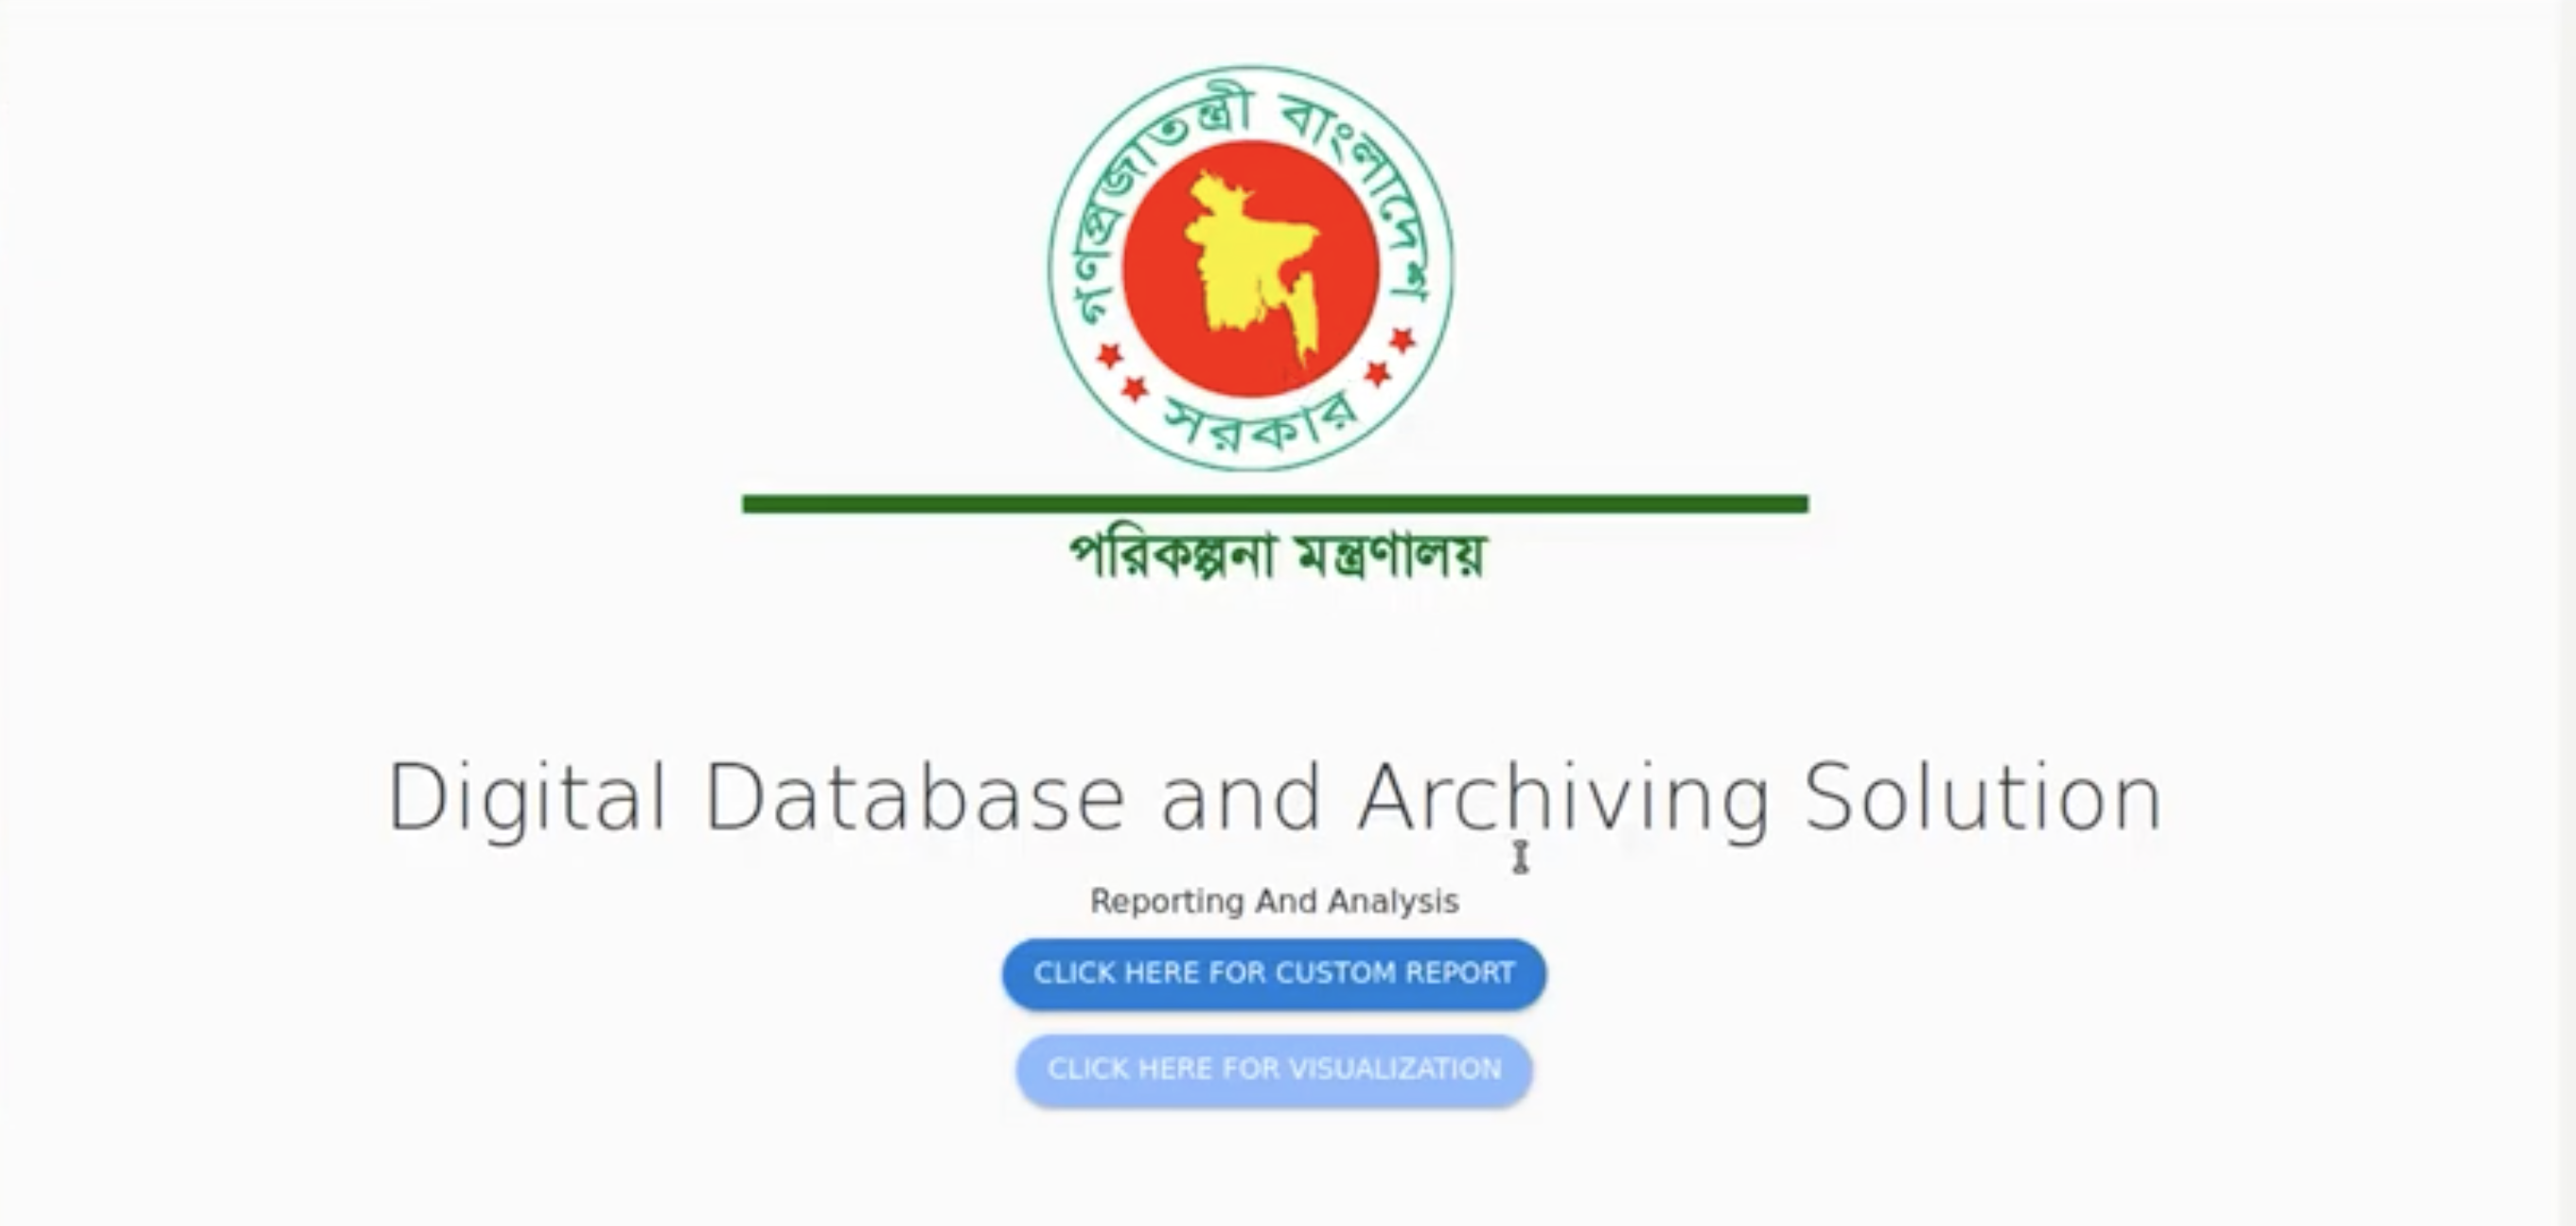 গণপ্রজাতন্ত্রী বাংলাদেশ
সরকার
পরিকল্পনা মন্ত্রণালয়
Digital Database and Archiving Solution
Reporting And Analysis
CLICK HERE FOR CUSTOM REPORT
CLICK HERE FOR VISUALIZATION